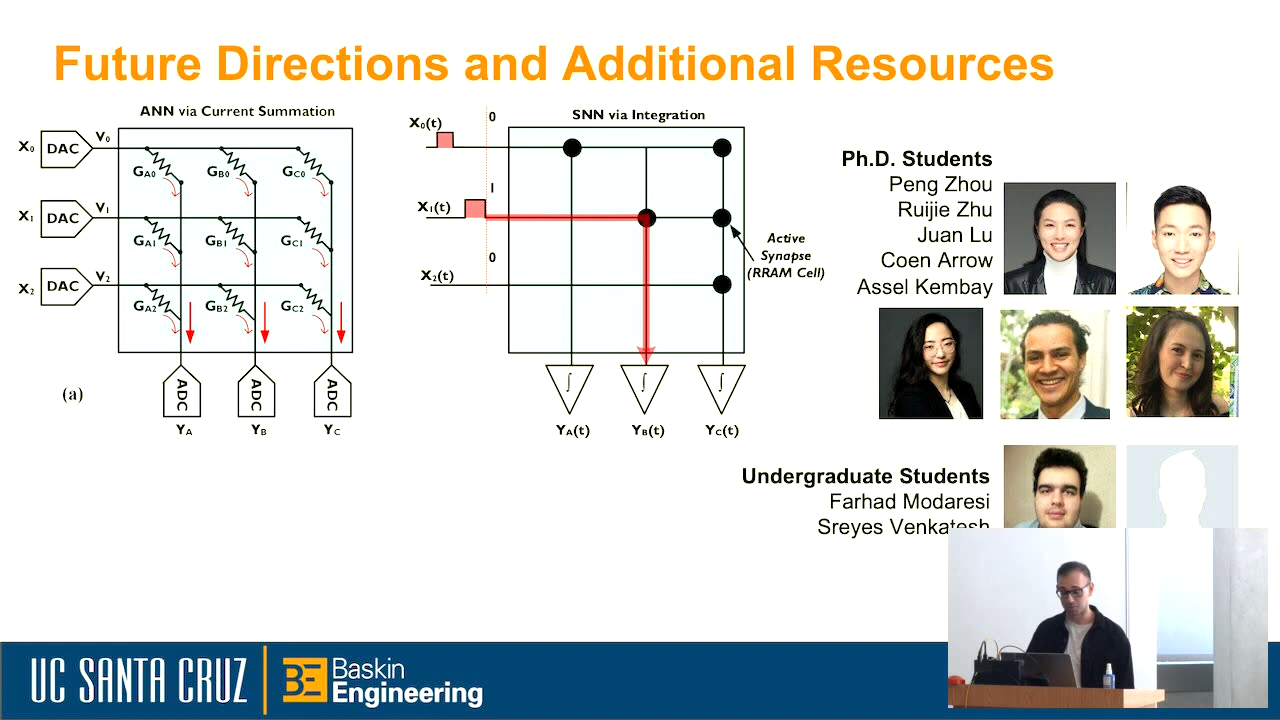 Future Directions and Additional Resources
ANN via Current Summation
X0 DAC V0
GA0 GB0 GC0
X1 DAC V1
GA1 GB1 GC1
X2 DAC V2
GA2 GB2 GC2
(a)
ADC ADC ADC
YA YB YC
SNN via Integration
X0(t) 0
X1(t) 1
X2(t) 0
Active
Synapse
(RRAM Cell)
∫ ∫ ∫
YA(t) YB(t) YC(t)
Ph.D. Students
Peng Zhou
Ruijie Zhu
Juan Lu
Coen Arrow
Assel Kembay
Undergraduate Students
Farhad Modaresi
Sreyes Venkatesh
UC SANTA CRUZ
BE Baskin
Engineering